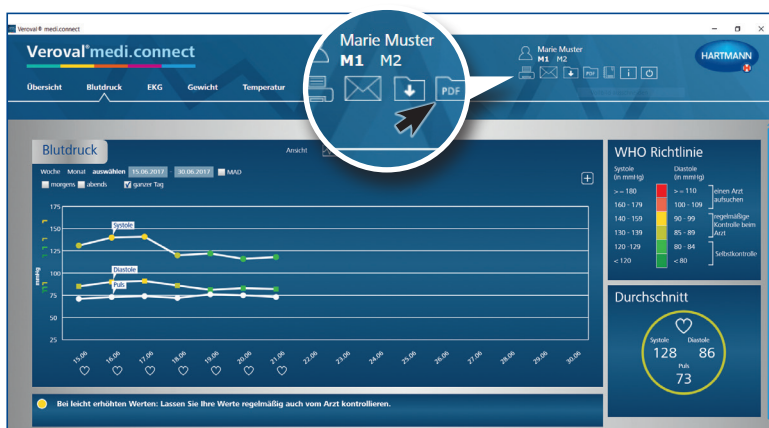 Veroval® medi.connect
Veroval®medi.connect
Marie Muster
M1 M2
PDF
Marie Muster
M1 M2
PDF
HARTMANN
Übersicht Blutdruck EKG Gewicht Temperatur
Blutdruck
Ansicht
Woche Monat auswählen 15.06.2017 - 30.06.2017 MAD
morgens abends ganzer Tag
175
150
125
100
75
50
25
mmHg
Systole
Diastole
Puls
15.06 16.06 17.06 18.06 19.06 20.06 21.06 22.06 23.06 24.06 25.06 26.06 27.06 28.06 29.06 30.06
Bei leicht erhöhten Werten: Lassen Sie Ihre Werte regelmäßig auch vom Arzt kontrollieren.
WHO Richtlinie
Systole Diastole
(in mmHg) (in mmHg)
>= 180 >= 110 einen Arzt
160 - 179 100 - 109 aufsuchen
140 - 159 90 - 99 regelmäßige
130 - 139 85 - 89 Kontrolle beim Arzt
120 -129 80 - 84
< 120 < 80 Selbstkontrolle
Durchschnitt
Systole Diastole
128 86
Puls
73